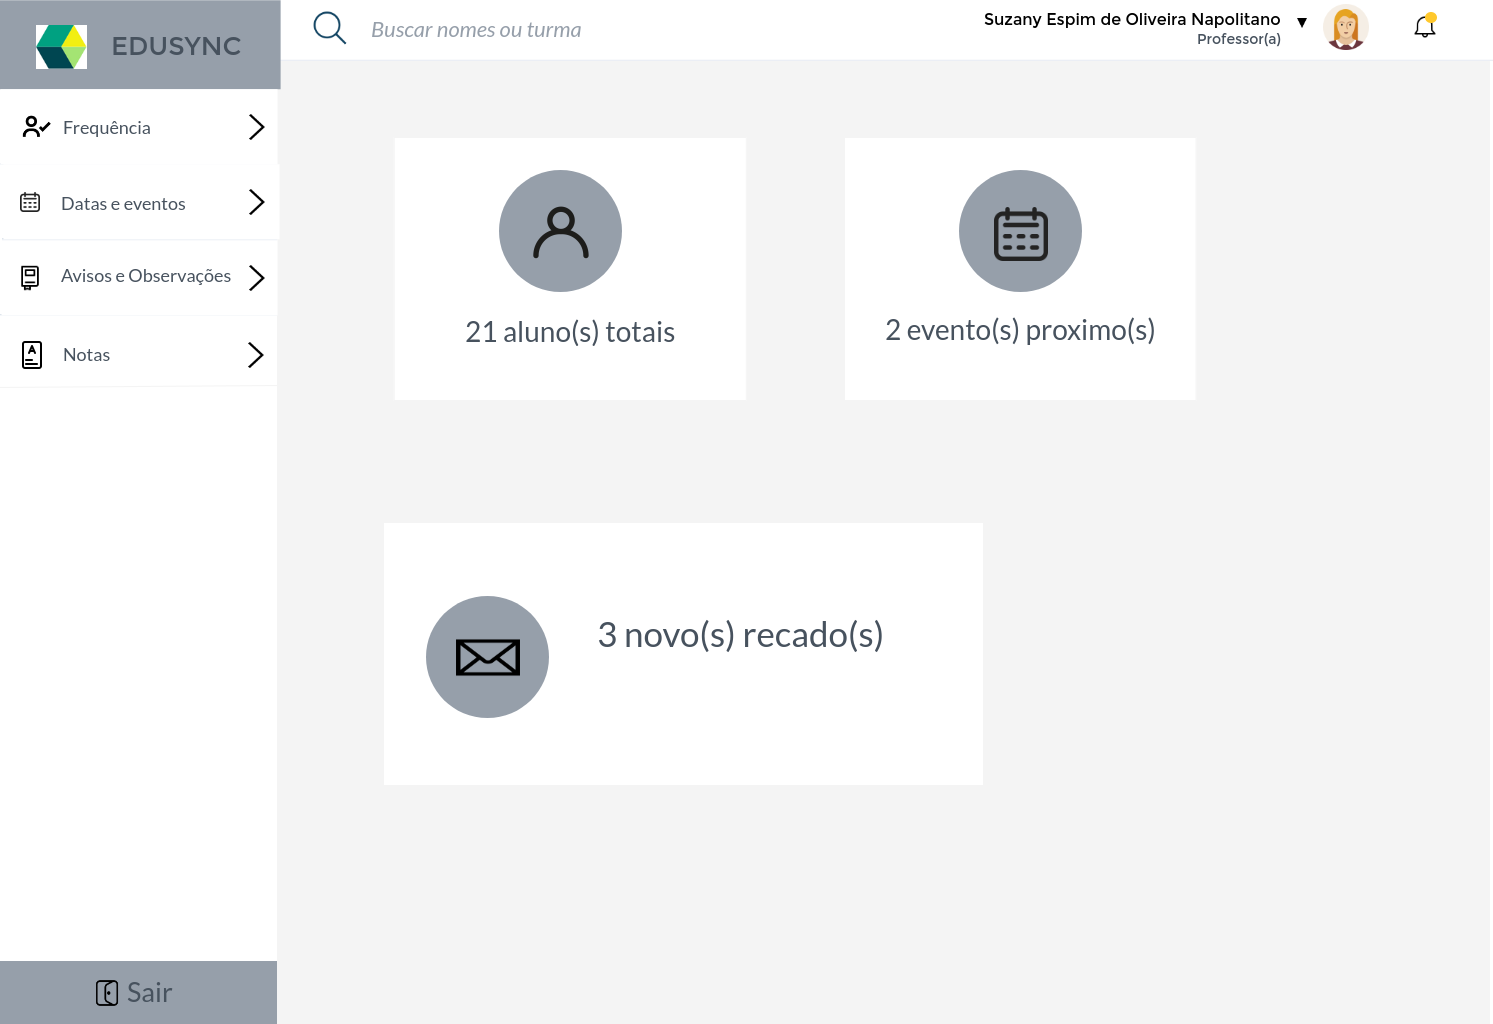 EDUSYNC
Buscar nomes ou turma
Suzany Espim de Oliveira Napolitano
Professor(a)
Frequência
Datas e eventos
Avisos e Observações
Notas
21 aluno(s) totais
2 evento(s) proximo(s)
3 novo(s) recado(s)
Sair